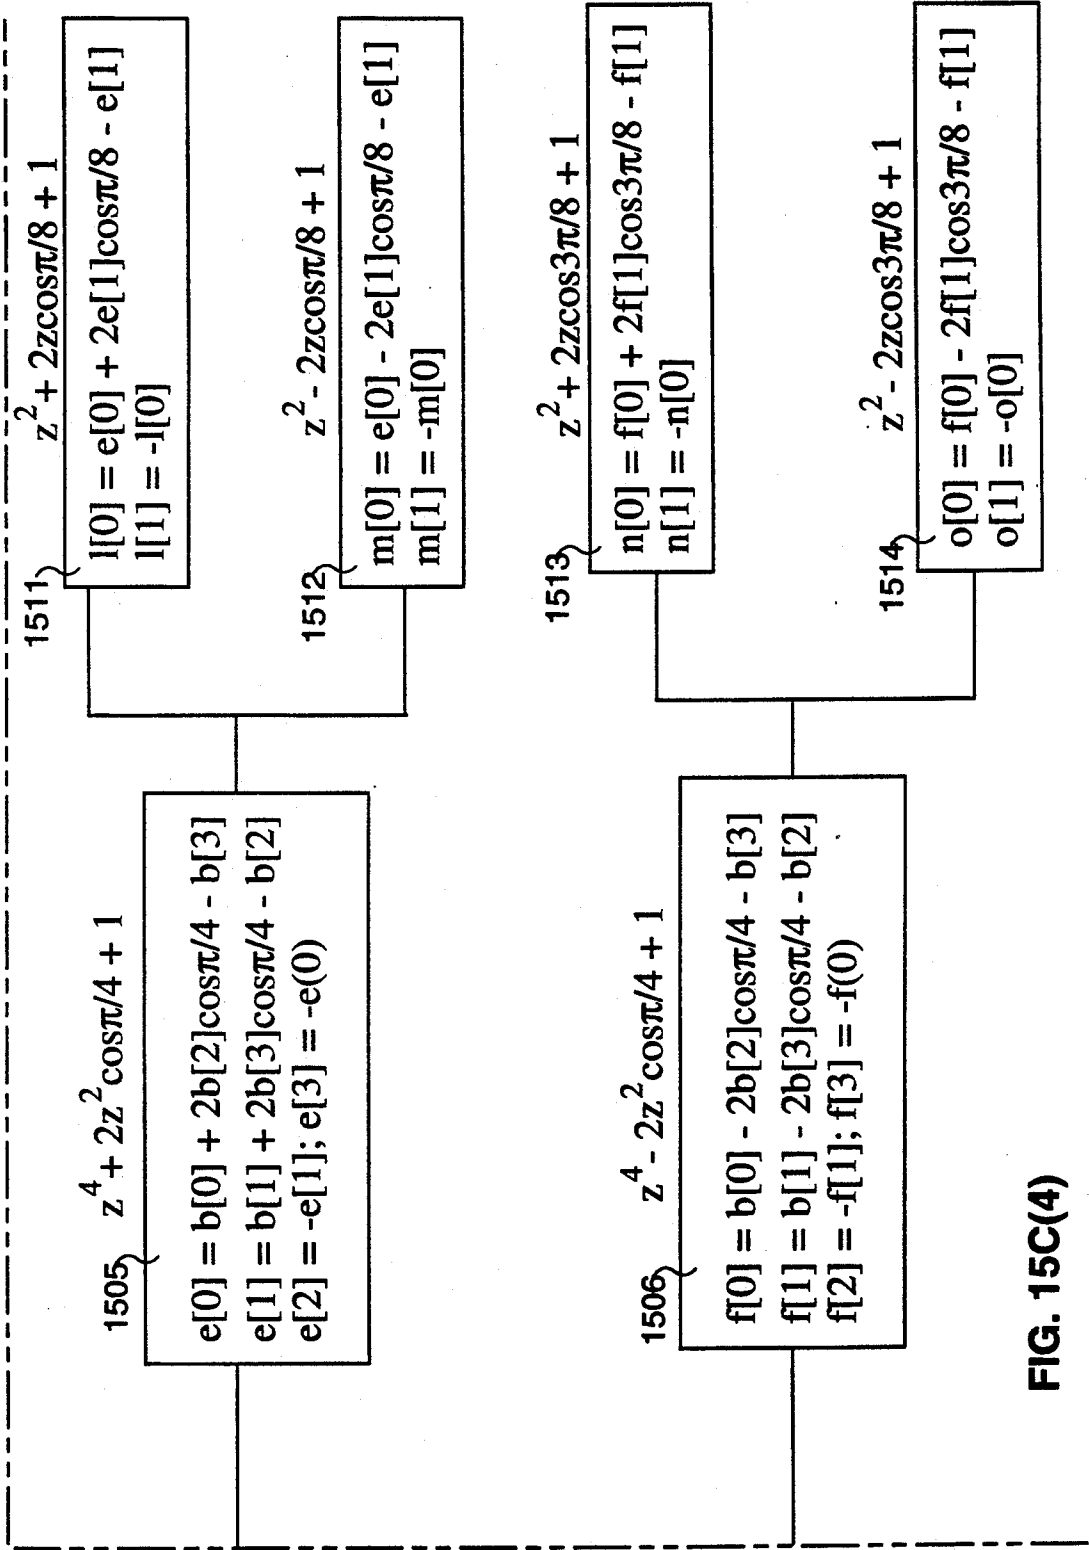 1505
z⁴ + 2z² cosπ/4 + 1
e[0] = b[0] + 2b[2]cosπ/4 - b[3]
e[1] = b[1] + 2b[3]cosπ/4 - b[2]
e[2] = -e[1]; e[3] = -e(0)
1511
z² + 2zcosπ/8 + 1
l[0] = e[0] + 2e[1]cosπ/8 - e[1]
l[1] = -l[0]
1512
z² - 2zcosπ/8 + 1
m[0] = e[0] - 2e[1]cosπ/8 - e[1]
m[1] = -m[0]
1506
z⁴ - 2z² cosπ/4 + 1
f[0] = b[0] - 2b[2]cosπ/4 - b[3]
f[1] = b[1] - 2b[3]cosπ/4 - b[2]
f[2] = -f[1]; f[3] = -f(0)
1513
z² + 2zcos3π/8 + 1
n[0] = f[0] + 2f[1]cos3π/8 - f[1]
n[1] = -n[0]
1514
z² - 2zcos3π/8 + 1
o[0] = f[0] - 2f[1]cos3π/8 - f[1]
o[1] = -o[0]
FIG. 15C(4)